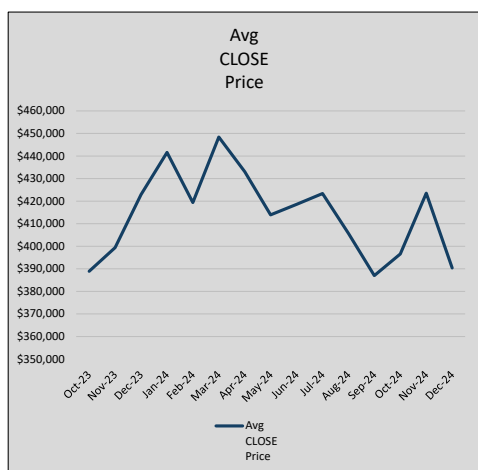 Avg
CLOSE
Price
$460,000
$450,000
$440,000
$430,000
$420,000
$410,000
$400,000
$390,000
$380,000
$370,000
$360,000
$350,000
Oct-23
Nov-23
Dec-23
Jan-24
Feb-24
Mar-24
Apr-24
May-24
Jun-24
Jul-24
Aug-24
Sep-24
Oct-24
Nov-24
Dec-24
Avg
CLOSE
Price